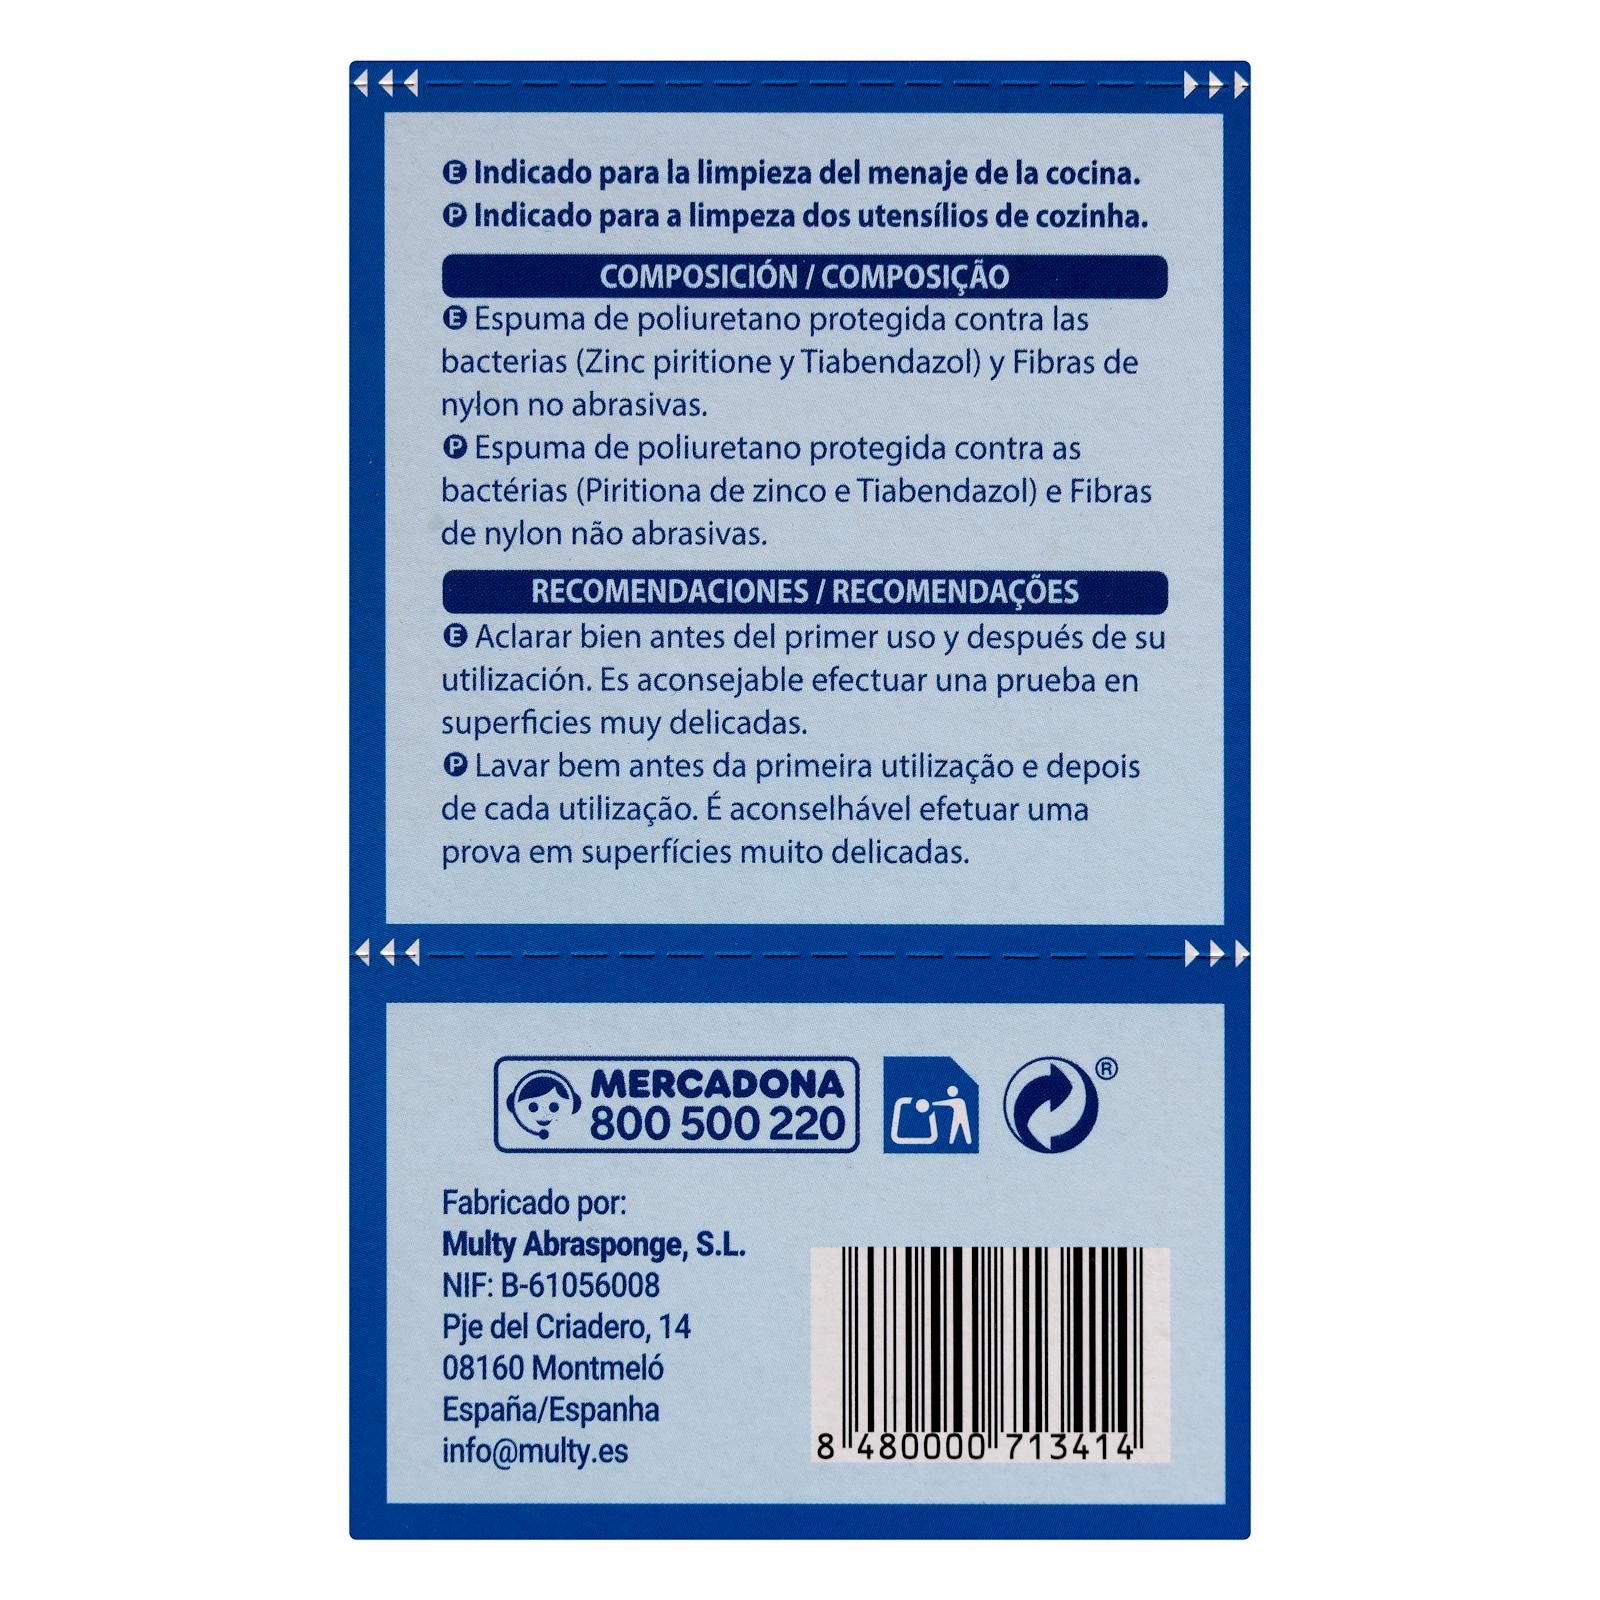 E Indicado para la limpieza del menaje de la cocina.
P Indicado para a limpeza dos utensílios de cozinha.
COMPOSICIÓN / COMPOSIÇÃO
E Espuma de poliuretano protegida contra las
bacterias (Zinc piritione y Tiabendazol) y Fibras de
nylon no abrasivas.
P Espuma de poliuretano protegida contra as
bactérias (Piritiona de zinco e Tiabendazol) e Fibras
de nylon não abrasivas.
RECOMENDACIONES / RECOMENDAÇÕES
E Aclarar bien antes del primer uso y después de su
utilización. Es aconsejable efectuar una prueba en
superficies muy delicadas.
P Lavar bem antes da primeira utilização e depois
de cada utilização. É aconselhável efetuar uma
prova em superfícies muito delicadas.
MERCADONA
800 500 220
®
Fabricado por:
Multy Abrasponge, S.L.
NIF: B-61056008
Pje del Criadero, 14
08160 Montmeló
España/Espanha
info@multy.es
8 480000 713414